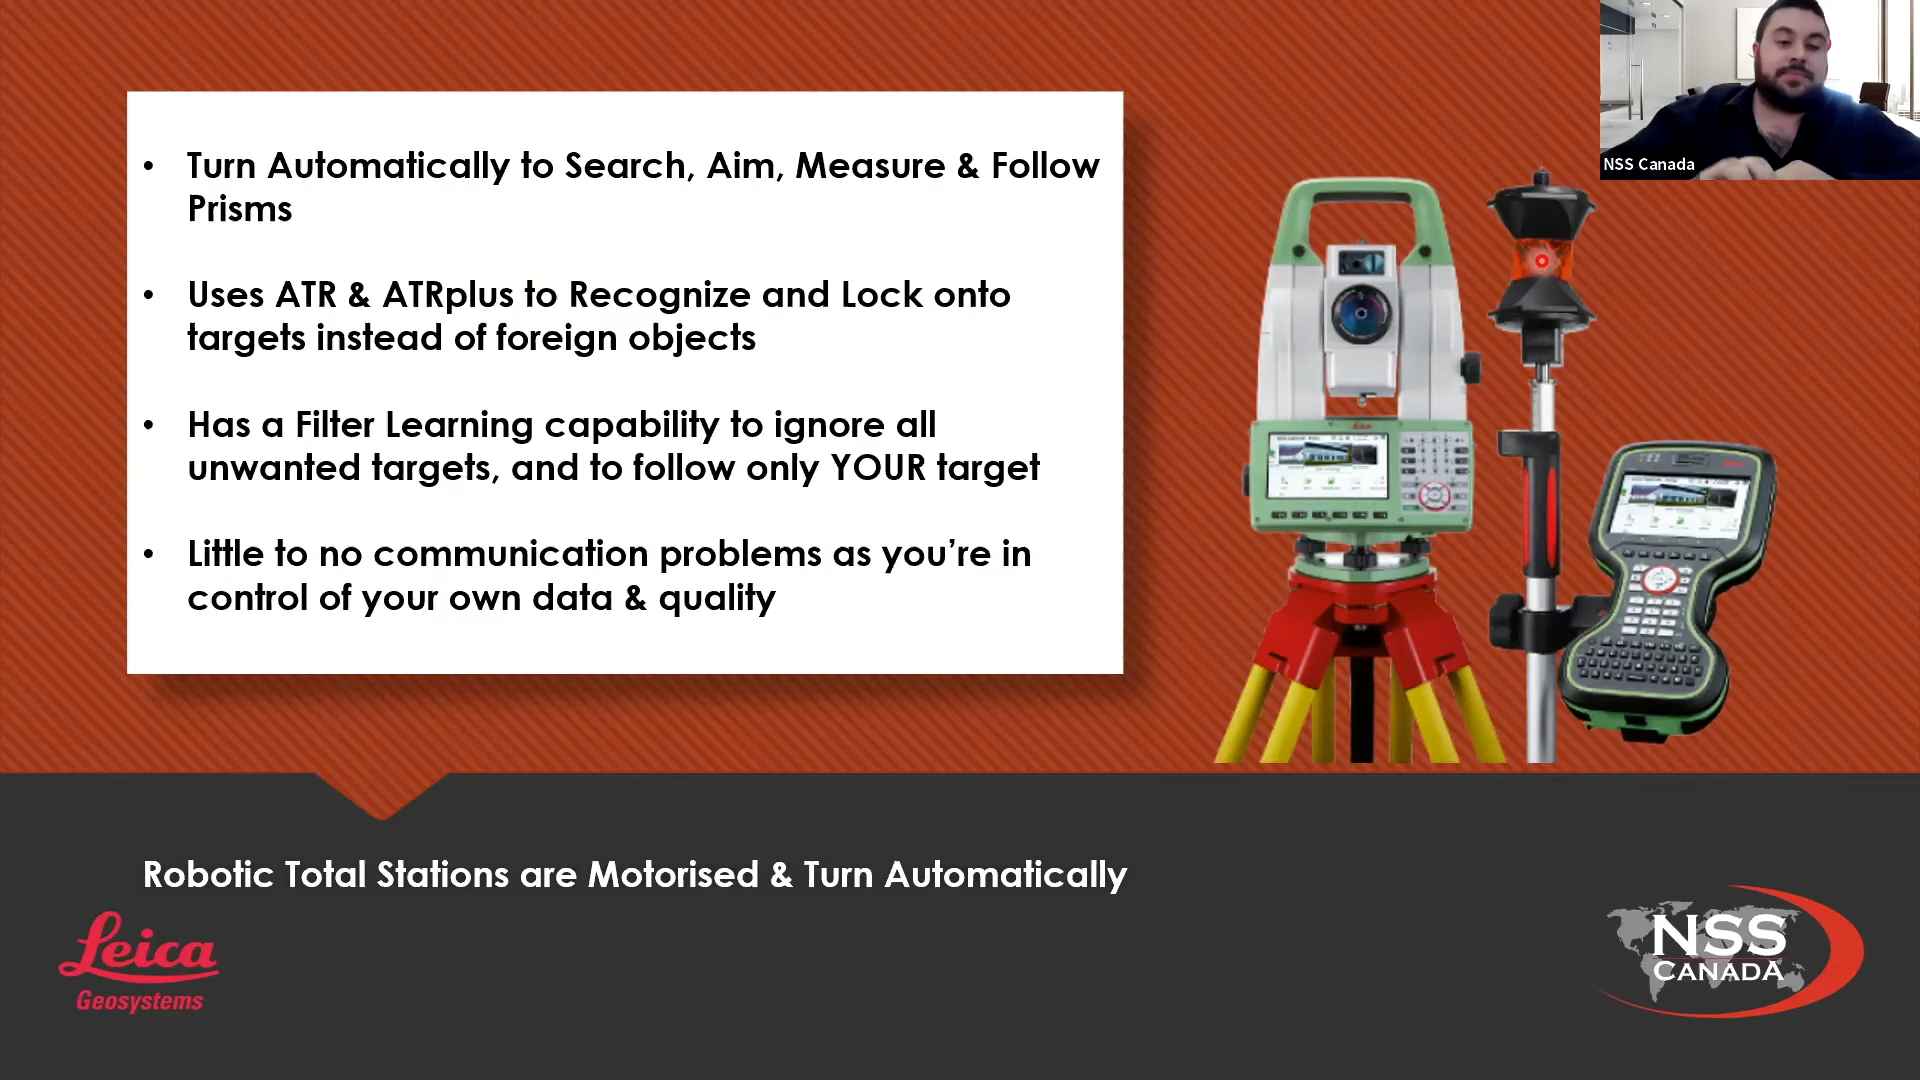 • Turn Automatically to Search, Aim, Measure & Follow
Prisms
• Uses ATR & ATRplus to Recognize and Lock onto
targets instead of foreign objects
• Has a Filter Learning capability to ignore all
unwanted targets, and to follow only YOUR target
• Little to no communication problems as you’re in
control of your own data & quality
NSS Canada
Robotic Total Stations are Motorised & Turn Automatically
Leica
Geosystems
NSS
CANADA